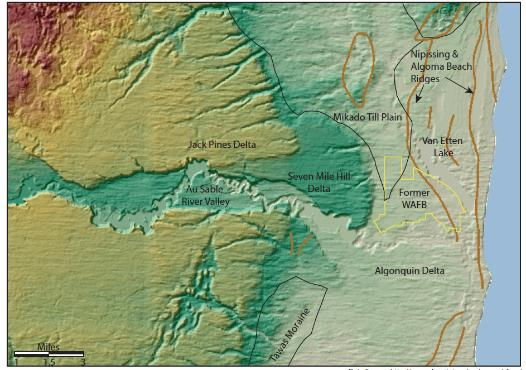 Nipissing &
Algoma Beach
Ridges
Mikado Till Plain
Jack Pines Delta
Van Etten
Lake
Seven Mile Hill
Delta
Au Sable
River Valley
Former
WAFB
Algonquin Delta
Tawas Moraine
Miles
1.5 3